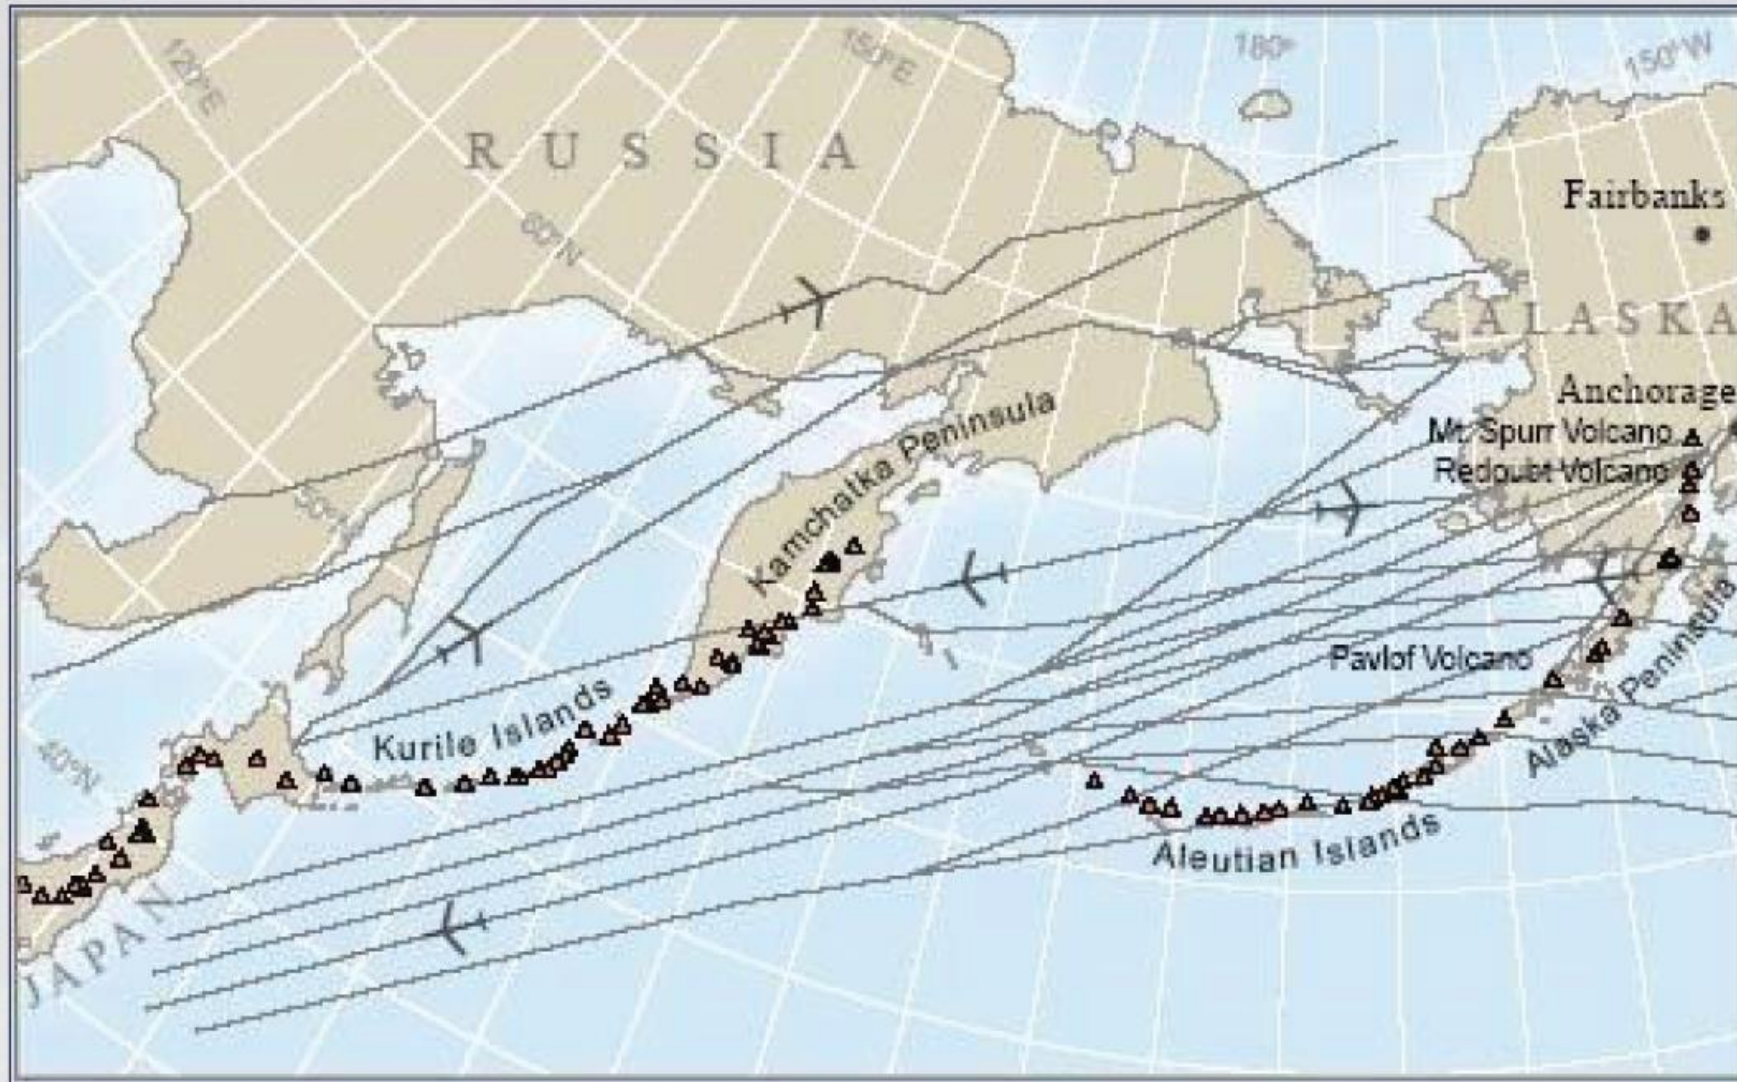 120°E
150°E
180°
150°W
RUSSIA
60°N
Fairbanks
ALASKA
Anchorage
Mt. Spurr Volcano
Redoubt Volcano
Kamchatka Peninsula
Pavlof Volcano
Alaska Peninsula
Kurile Islands
40°N
Aleutian Islands
JAPAN